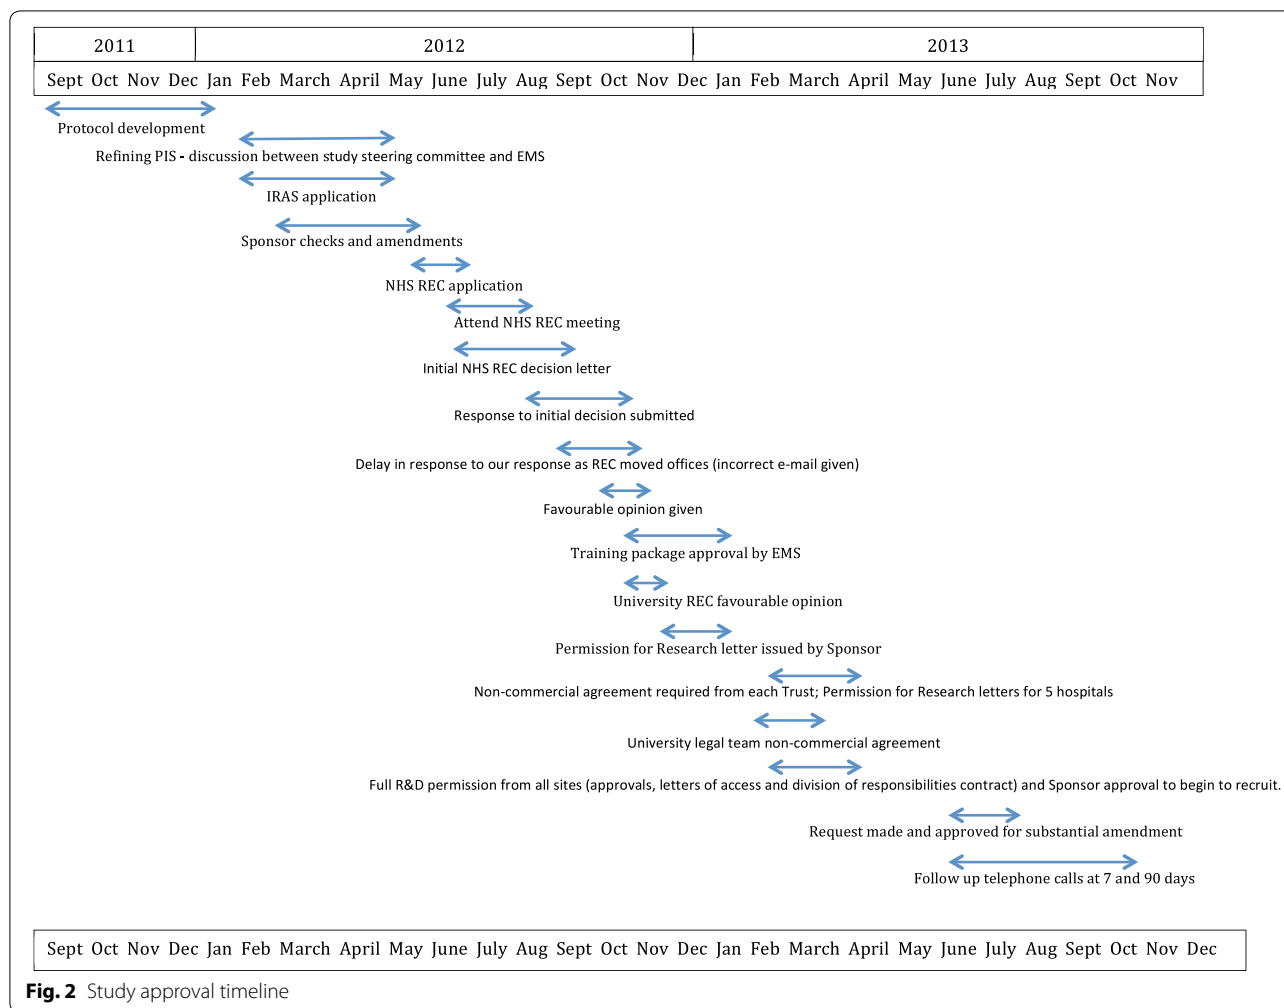 2011 2012 2013
Sept Oct Nov Dec Jan Feb March April May June July Aug Sept Oct Nov Dec Jan Feb March April May June July Aug Sept Oct Nov
Protocol development
Refining PIS - discussion between study steering committee and EMS
IRAS application
Sponsor checks and amendments
NHS REC application
Attend NHS REC meeting
Initial NHS REC decision letter
Response to initial decision submitted
Delay in response to our response as REC moved offices (incorrect e-mail given)
Favourable opinion given
Training package approval by EMS
University REC favourable opinion
Permission for Research letter issued by Sponsor
Non-commercial agreement required from each Trust; Permission for Research letters for 5 hospitals
University legal team non-commercial agreement
Full R&D permission from all sites (approvals, letters of access and division of responsibilities contract) and Sponsor approval to begin to recruit.
Request made and approved for substantial amendment
Follow up telephone calls at 7 and 90 days
Sept Oct Nov Dec Jan Feb March April May June July Aug Sept Oct Nov Dec Jan Feb March April May June July Aug Sept Oct Nov Dec
Fig. 2 Study approval timeline